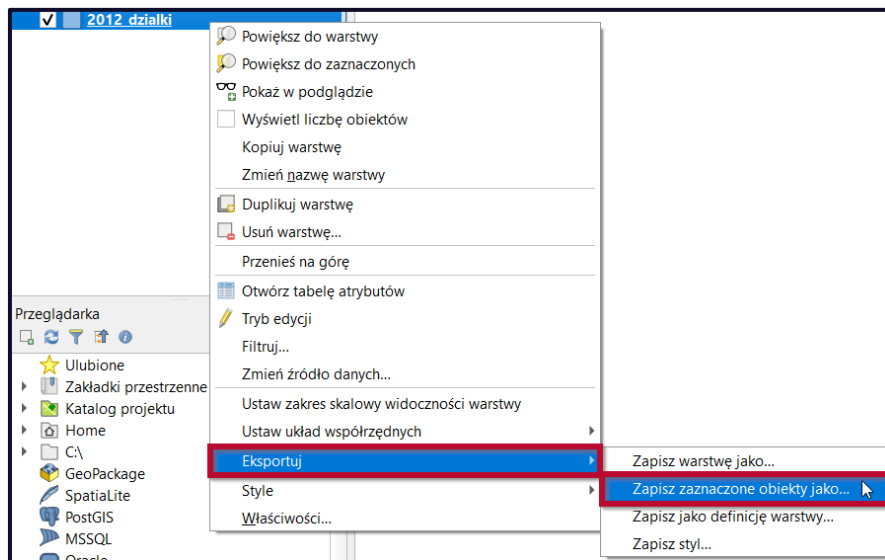 2012_dzialki
Powiększ do warstwy
Powiększ do zaznaczonych
Pokaż w podglądzie
Wyświetl liczbę obiektów
Kopiuj warstwę
Zmień nazwę warstwy
Duplikuj warstwę
Usuń warstwę...
Przenieś na górę
Otwórz tabelę atrybutów
Tryb edycji
Filtruj...
Zmień źródło danych...
Ustaw zakres skalowy widoczności warstwy
Ustaw układ współrzędnych
Eksportuj
Style
Właściwości...
Zapisz warstwę jako...
Zapisz zaznaczone obiekty jako...
Zapisz jako definicję warstwy...
Zapisz styl...
Przeglądarka
Ulubione
Zakładki przestrzenne
Katalog projektu
Home
C:\
GeoPackage
SpatiaLite
PostGIS
MSSQL
Oracle